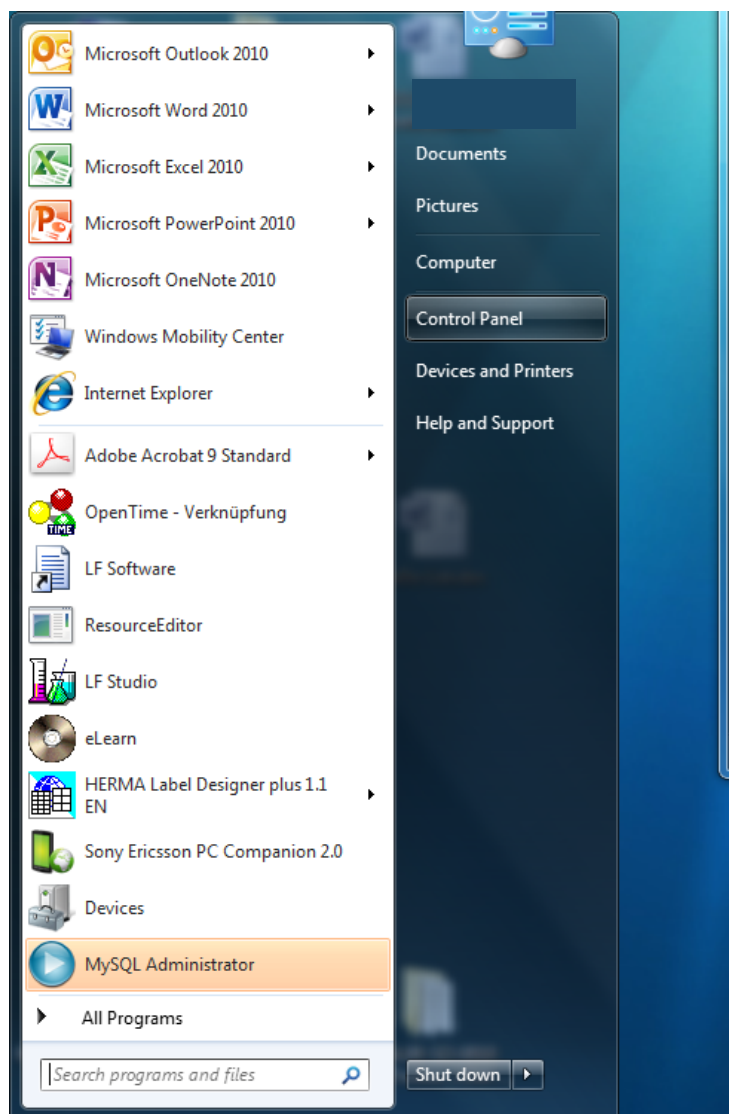 Microsoft Outlook 2010
Microsoft Word 2010
Microsoft Excel 2010
Microsoft PowerPoint 2010
Microsoft OneNote 2010
Windows Mobility Center
Internet Explorer
Adobe Acrobat 9 Standard
OpenTime - Verknüpfung
TIME
LF Software
ResourceEditor
LF Studio
eLearn
HERMA Label Designer plus 1.1
EN
Sony Ericsson PC Companion 2.0
Devices
MySQL Administrator
All Programs
Search programs and files
Documents
Pictures
Computer
Control Panel
Devices and Printers
Help and Support
Shut down